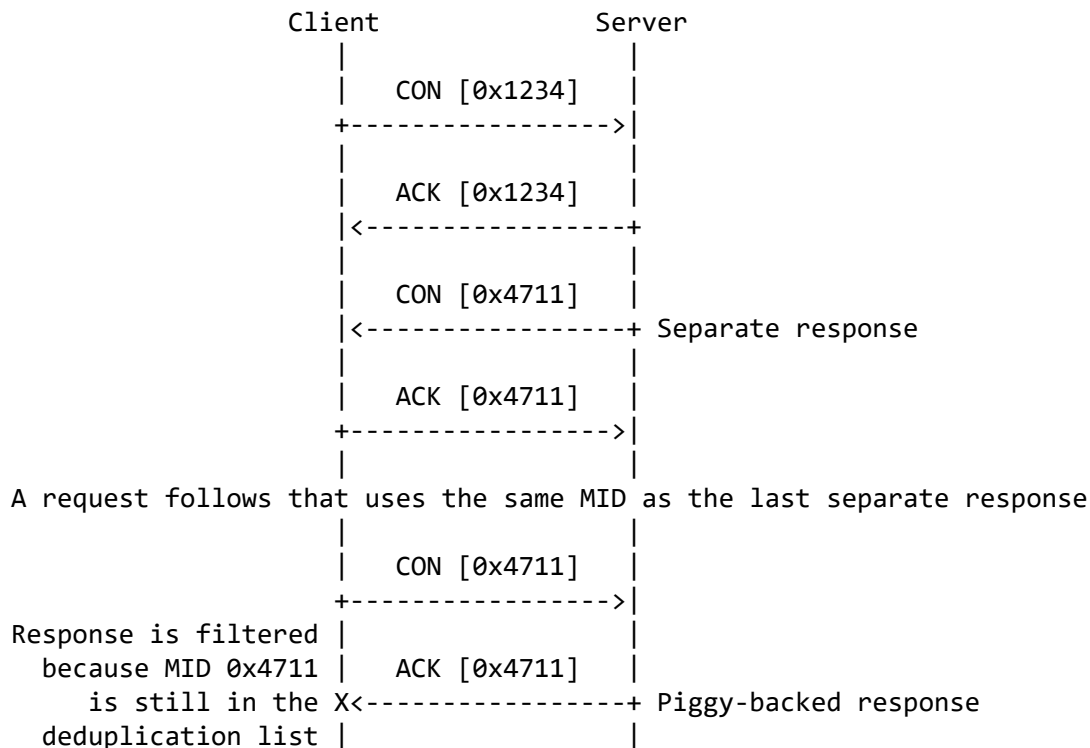 Client Server
CON [0x1234]
ACK [0x1234]
CON [0x4711]
Separate response
ACK [0x4711]
A request follows that uses the same MID as the last separate response
CON [0x4711]
Response is filtered
because MID 0x4711 ACK [0x4711]
is still in the X Piggy-backed response
deduplication list